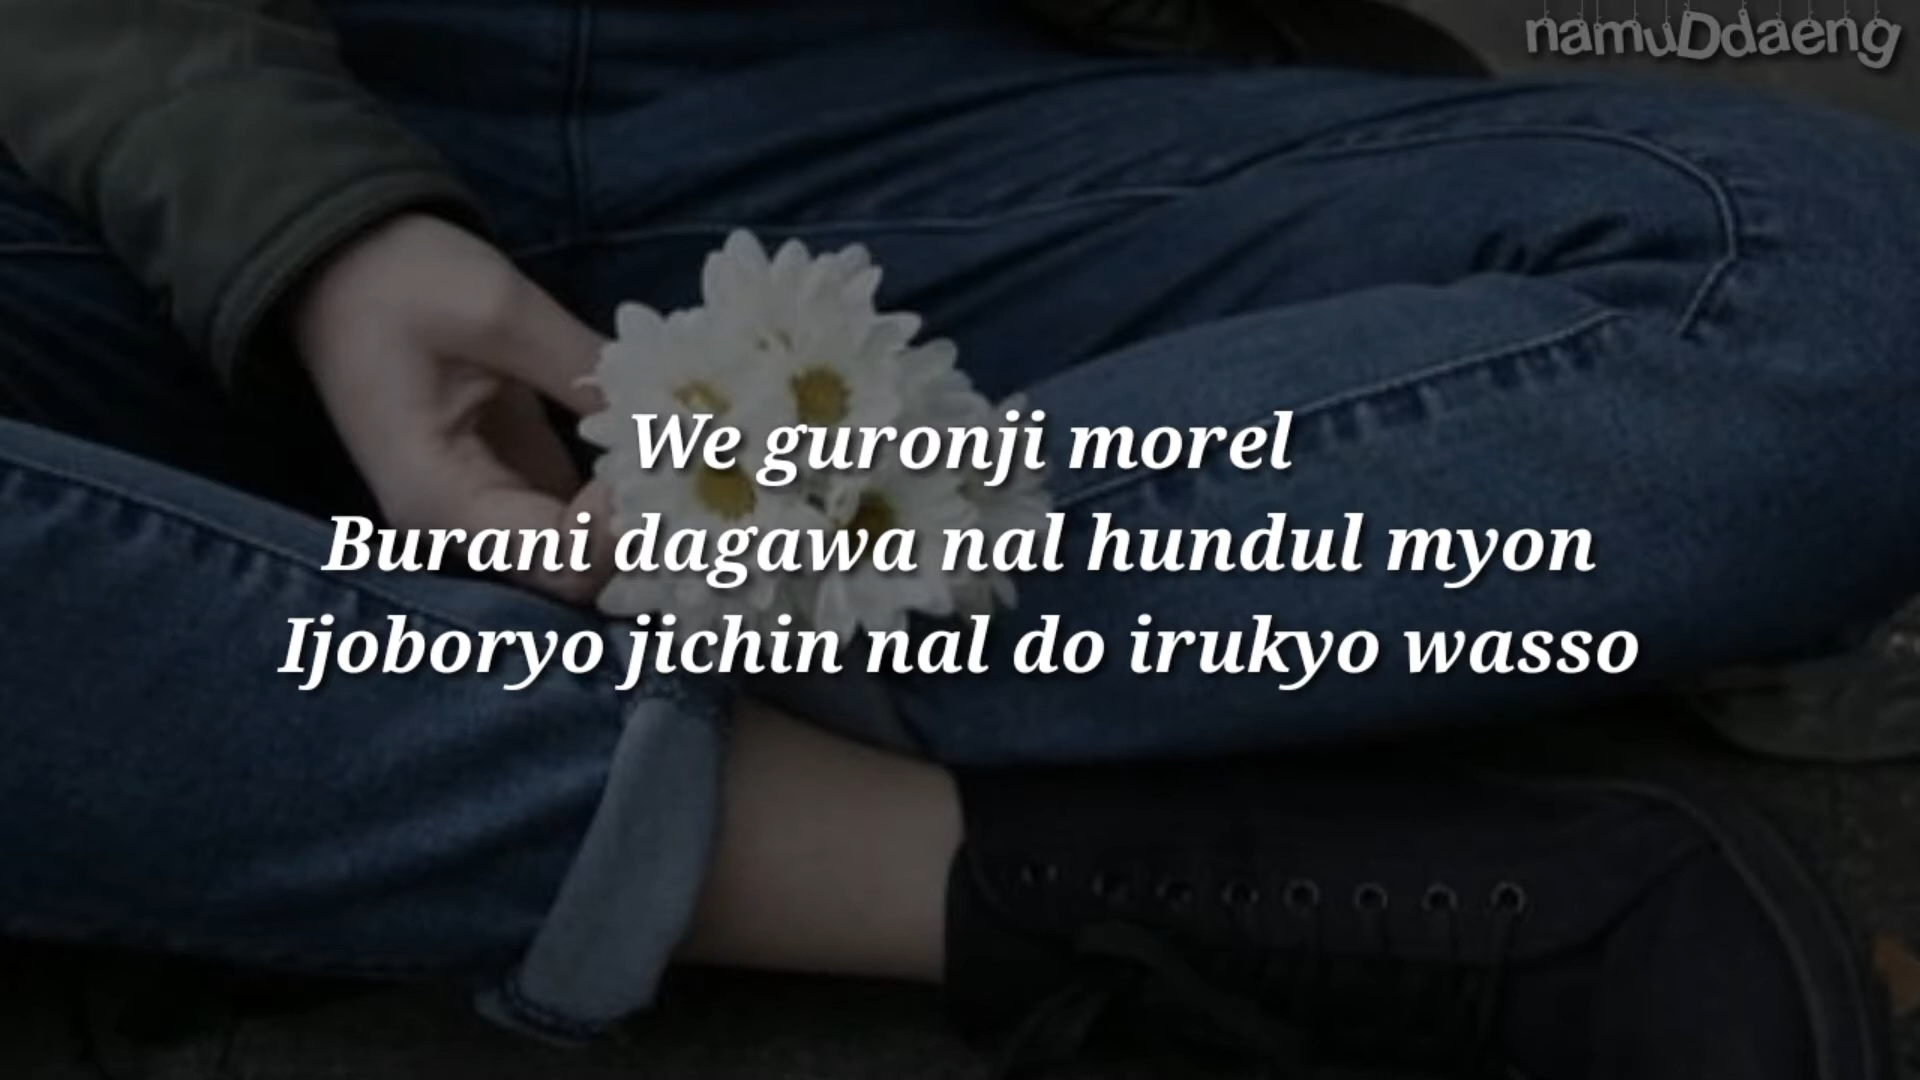 namuDdaeng
We guronji morel
Burani dagawa nal hundul myon
Ijoboryo jichin nal do irukyo wasso